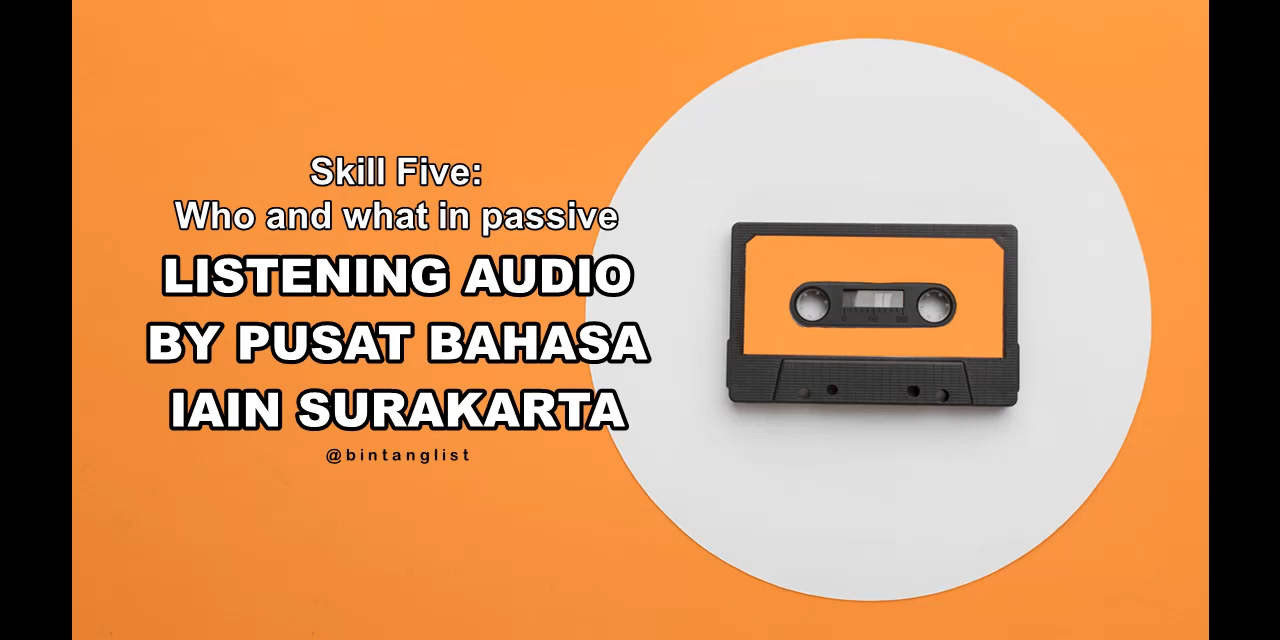 Skill Five:
Who and what in passive
LISTENING AUDIO
BY PUSAT BAHASA
IAIN SURAKARTA
@bintanglist